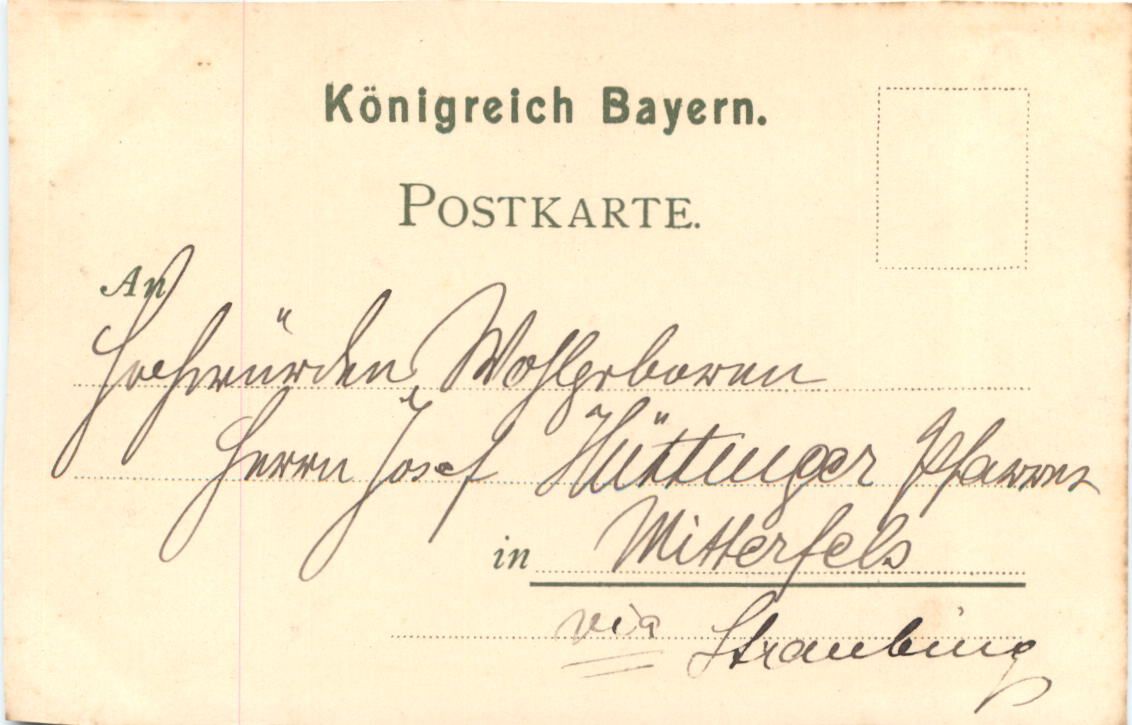 Königreich Bayern.
POSTKARTE.
An
Hochwürden Wohlgeboren
Herrn Josef Hüttinger Pfarrer
in Mitterfels
via Straubing